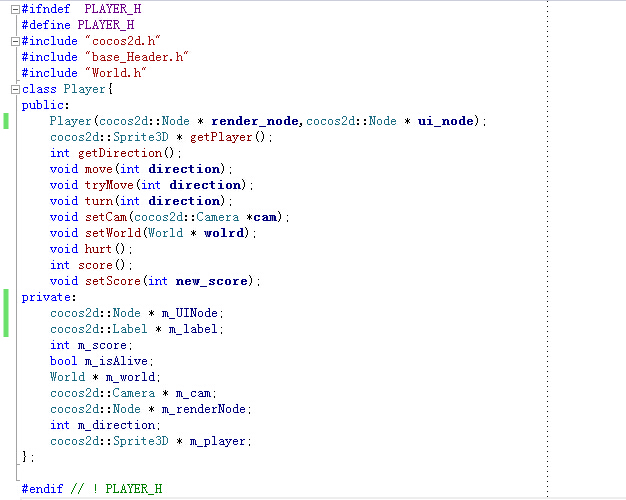 #ifndef  PLAYER_H
#define PLAYER_H
#include "cocos2d.h"
#include "base_Header.h"
#include "World.h"
class Player{
public:
    Player(cocos2d::Node * render_node,cocos2d::Node * ui_node);
    cocos2d::Sprite3D * getPlayer();
    int getDirection();
    void move(int direction);
    void tryMove(int direction);
    void turn(int direction);
    void setCam(cocos2d::Camera *cam);
    void setWorld(World * wolrd);
    void hurt();
    int score();
    void setScore(int new_score);
private:
    cocos2d::Node * m_UINode;
    cocos2d::Label * m_label;
    int m_score;
    bool m_isAlive;
    World * m_world;
    cocos2d::Camera * m_cam;
    cocos2d::Node * m_renderNode;
    int m_direction;
    cocos2d::Sprite3D * m_player;
};
#endif // ! PLAYER_H